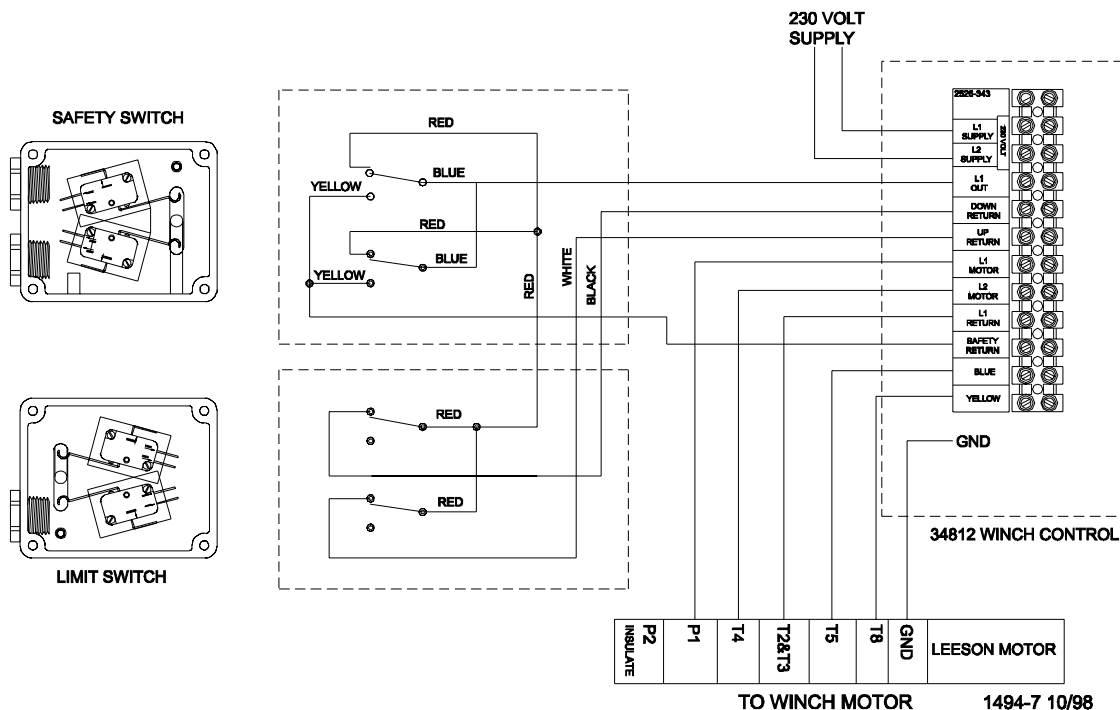 230 VOLT
SUPPLY
SAFETY SWITCH
RED
BLUE
YELLOW
RED
BLUE
YELLOW
RED
WHITE
BLACK
2526-343
230 VOLT
L1
SUPPLY
L2
SUPPLY
L1
OUT
DOWN
RETURN
UP
RETURN
L1
MOTOR
L2
MOTOR
L1
RETURN
SAFETY
RETURN
BLUE
YELLOW
GND
34812 WINCH CONTROL
RED
RED
LIMIT SWITCH
P2
INSULATE
P1
T4
T2&T3
T5
T8
GND
LEESON MOTOR
TO WINCH MOTOR
1494-7 10/98